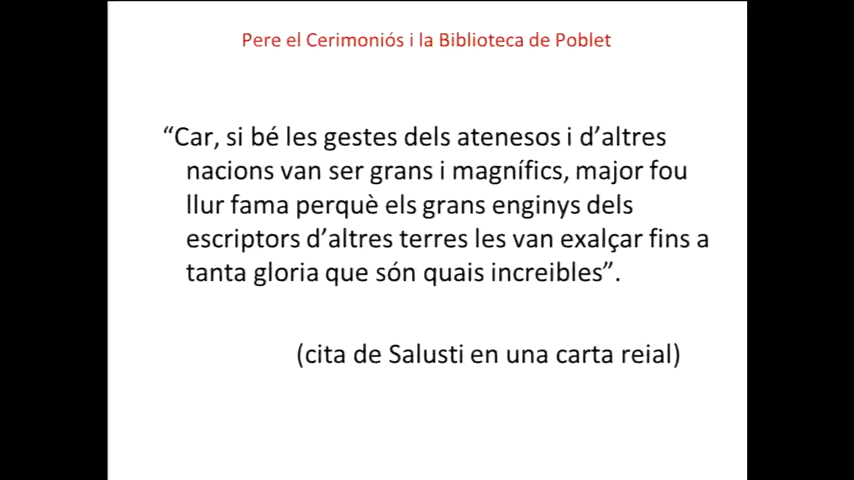 Pere el Cerimoniós i la Biblioteca de Poblet
“Car, si bé les gestes dels atenesos i d’altres
nacions van ser grans i magnífics, major fou
llur fama perquè els grans enginys dels
escriptors d’altres terres les van exalçar fins a
tanta gloria que són quais increibles”.
(cita de Salusti en una carta reial)